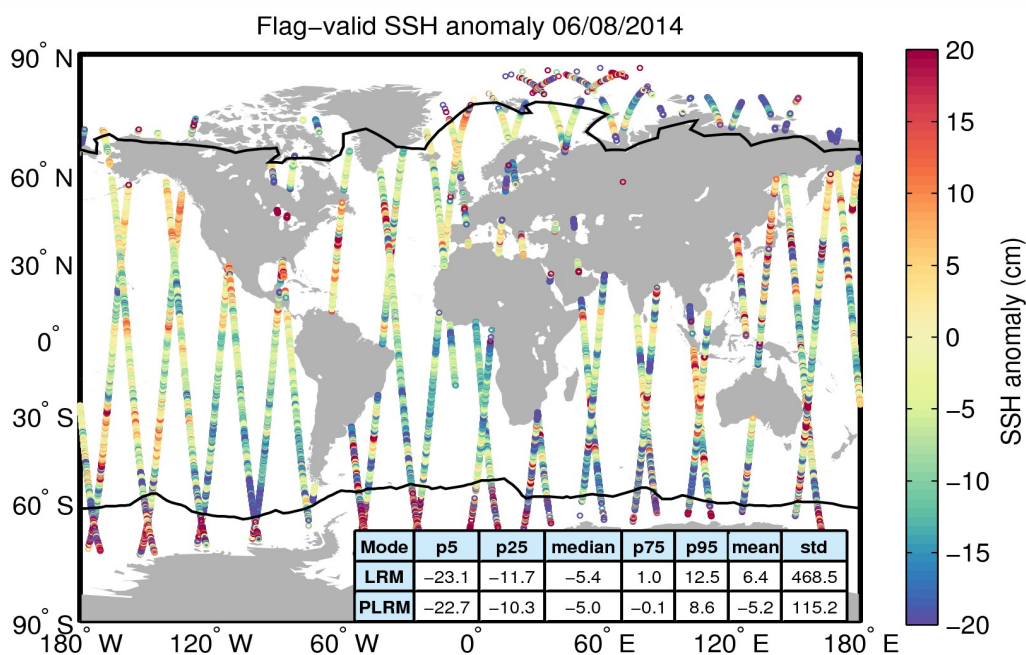 Flag−valid SSH anomaly 06/08/2014
90° N
60° N
30° N
0°
30° S
60° S
90° S
180° W
120° W
60° W
0°
60° E
120° E
180° E
Mode p5 p25 median p75 p95 mean std
LRM −23.1 −11.7 −5.4 1.0 12.5 6.4 468.5
PLRM −22.7 −10.3 −5.0 −0.1 8.6 −5.2 115.2
20
15
10
5
0
−5
−10
−15
−20
SSH anomaly (cm)